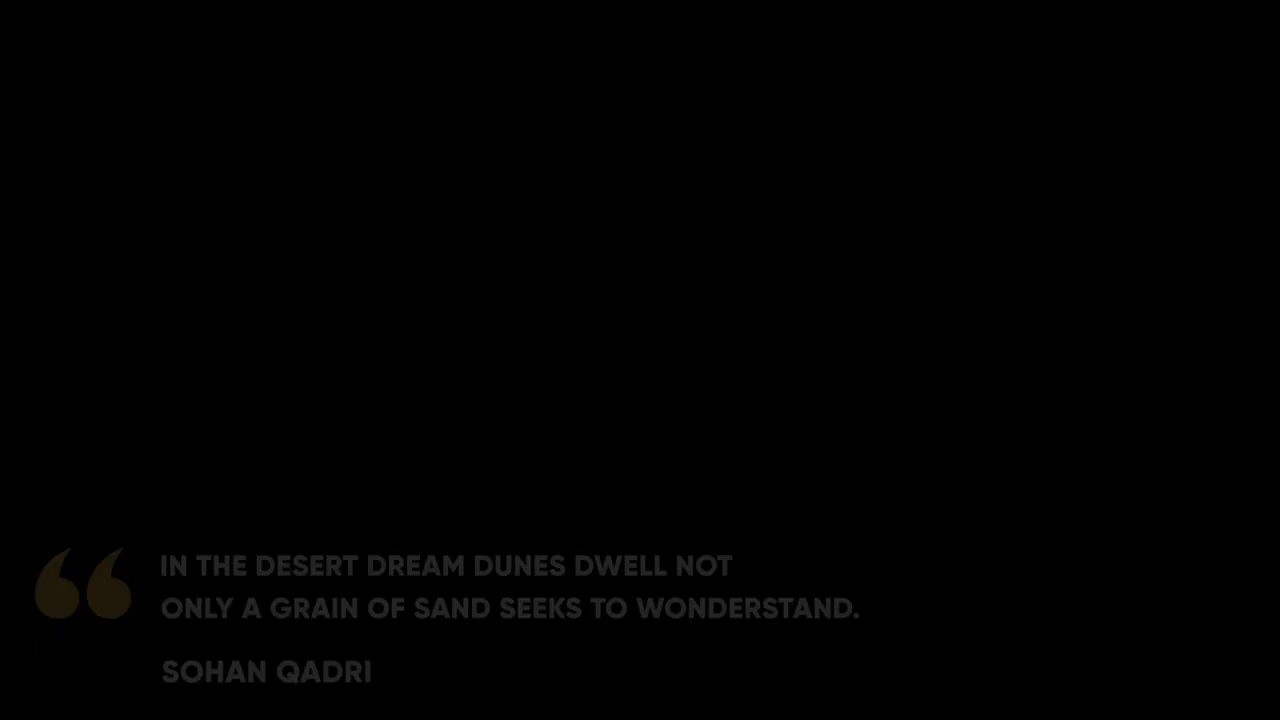 IN THE DESERT DREAM DUNES DWELL NOT
ONLY A GRAIN OF SAND SEEKS TO WONDERSTAND.
SOHAN QADRI